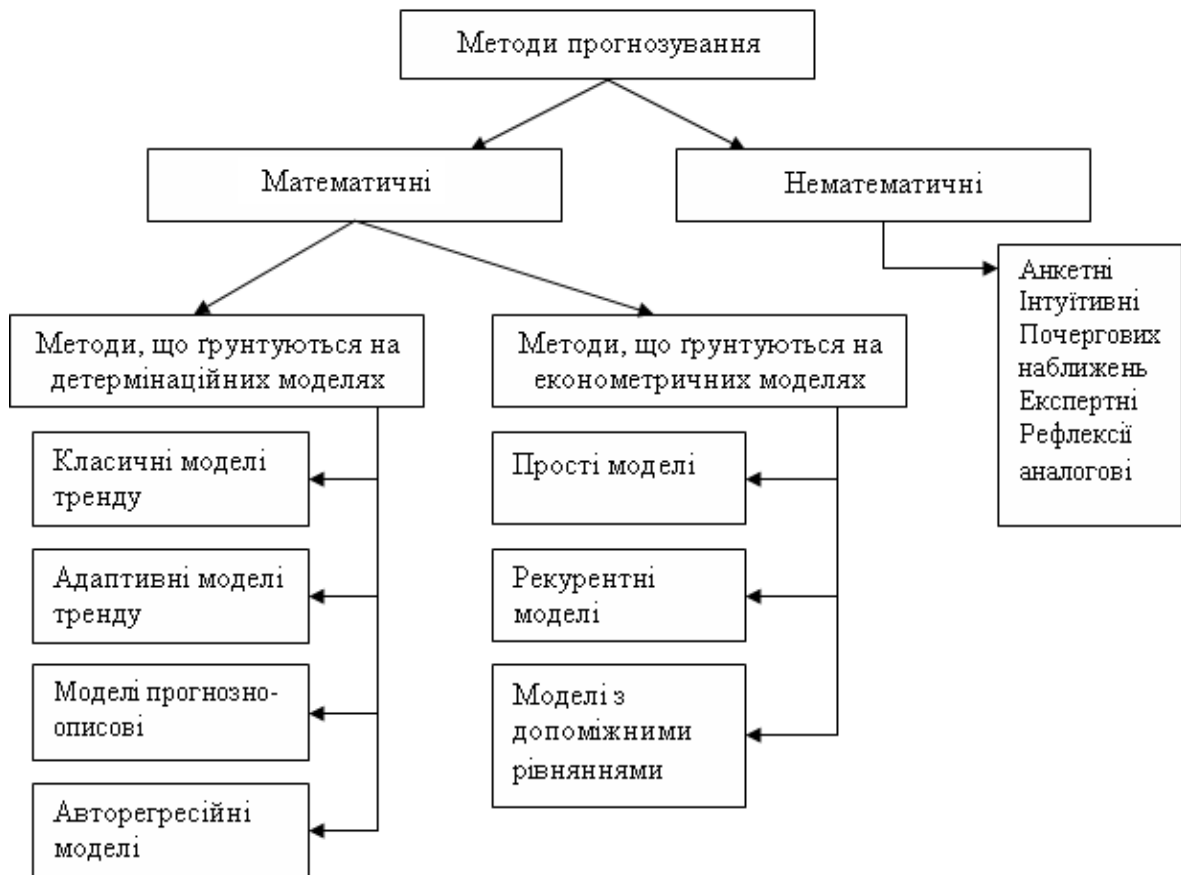 Методи прогнозування
Математичні
Нематематичні
Анкетні
Інтуїтивні
Почергових
наближень
Експертні
Рефлексії
аналогові
Методи, що ґрунтуються на
детермінаційних моделях
Методи, що ґрунтуються на
економетричних моделях
Класичні моделі
тренду
Адаптивні моделі
тренду
Моделі прогнозно-
описові
Авторегресійні
моделі
Прості моделі
Рекурентні
моделі
Моделі з
допоміжними
рівняннями